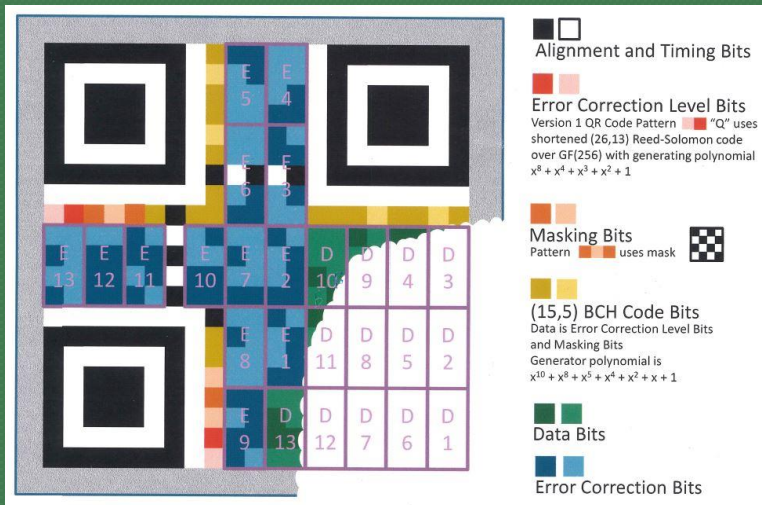 E E
5 4
E E
6 3
E E E E E E D D D D
13 12 11 10 7 2 10 9 4 3
E E D D D D
8 1 11 8 5 2
E D D D D D
9 13 12 7 6 1
Alignment and Timing Bits
Error Correction Level Bits
Version 1 QR Code Pattern “Q” uses
shortened (26,13) Reed-Solomon code
over GF(256) with generating polynomial
x⁸ + x⁴ + x³ + x² + 1
Masking Bits
Pattern uses mask
(15,5) BCH Code Bits
Data is Error Correction Level Bits
and Masking Bits
Generator polynomial is
x¹⁰ + x⁸ + x⁵ + x⁴ + x² + x + 1
Data Bits
Error Correction Bits